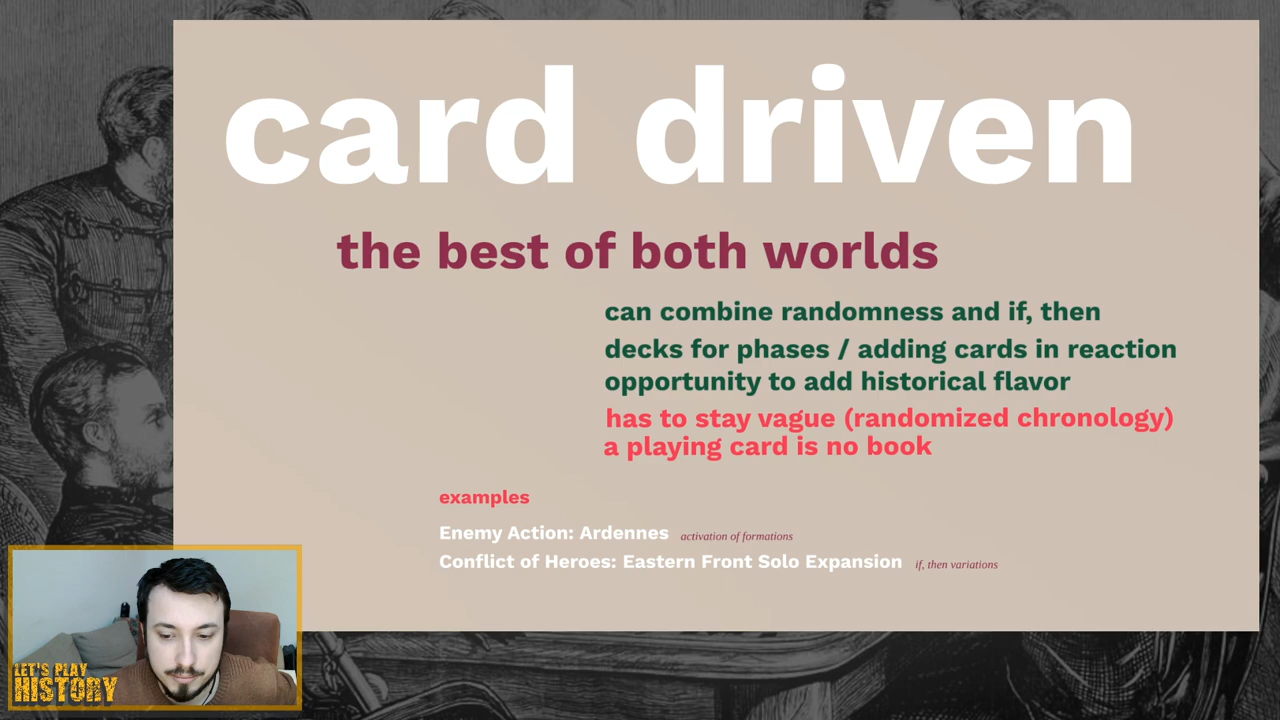 card driven
the best of both worlds
can combine randomness and if, then
decks for phases / adding cards in reaction
opportunity to add historical flavor
has to stay vague (randomized chronology)
a playing card is no book
examples
Enemy Action: Ardennes activation of formations
Conflict of Heroes: Eastern Front Solo Expansion if, then variations
LET'S PLAY
HISTORY